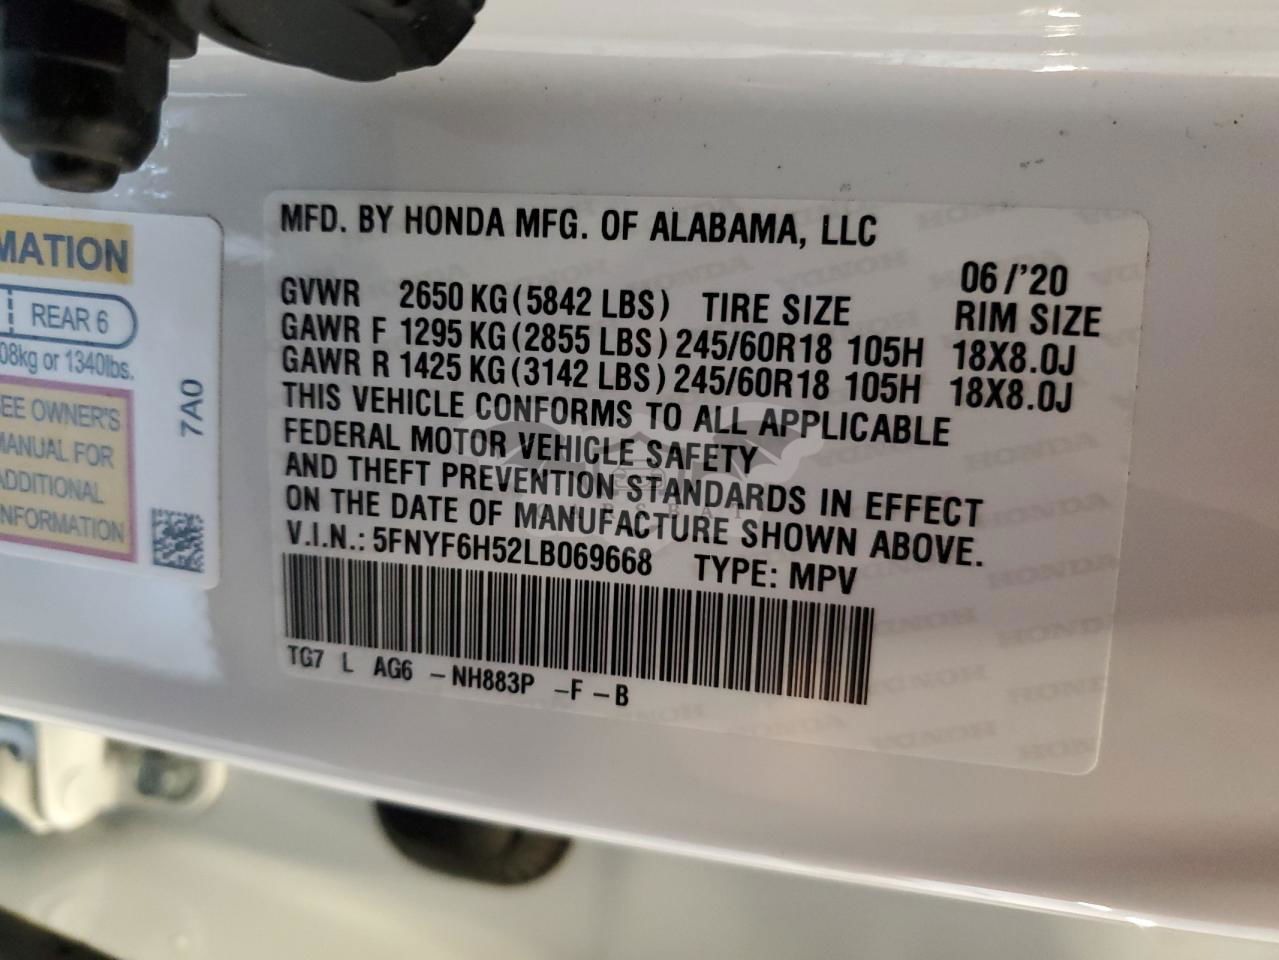 MFD. BY HONDA MFG. OF ALABAMA, LLC
06/'20
GVWR 2650 KG (5842 LBS) TIRE SIZE RIM SIZE
GAWR F 1295 KG (2855 LBS) 245/60R18 105H 18X8.0J
GAWR R 1425 KG (3142 LBS) 245/60R18 105H 18X8.0J
THIS VEHICLE CONFORMS TO ALL APPLICABLE
FEDERAL MOTOR VEHICLE SAFETY
AND THEFT PREVENTION STANDARDS IN EFFECT
ON THE DATE OF MANUFACTURE SHOWN ABOVE.
V.I.N.: 5FNYF6H52LB069668 TYPE: MPV
TG7 L AG6 -NH883P -F -B
MATION
REAR 6
08kg or 1340lbs.
EE OWNER'S
MANUAL FOR
ADDITIONAL
INFORMATION
7A0
CARSBAT
HONDA